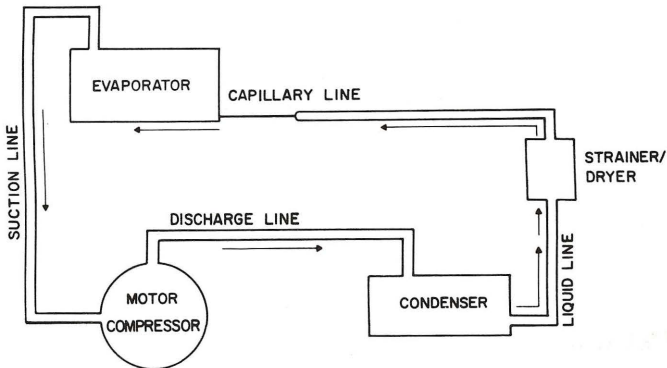 EVAPORATOR
CAPILLARY LINE
STRAINER/
DRYER
SUCTION LINE
DISCHARGE LINE
MOTOR
COMPRESSOR
CONDENSER
LIQUID LINE